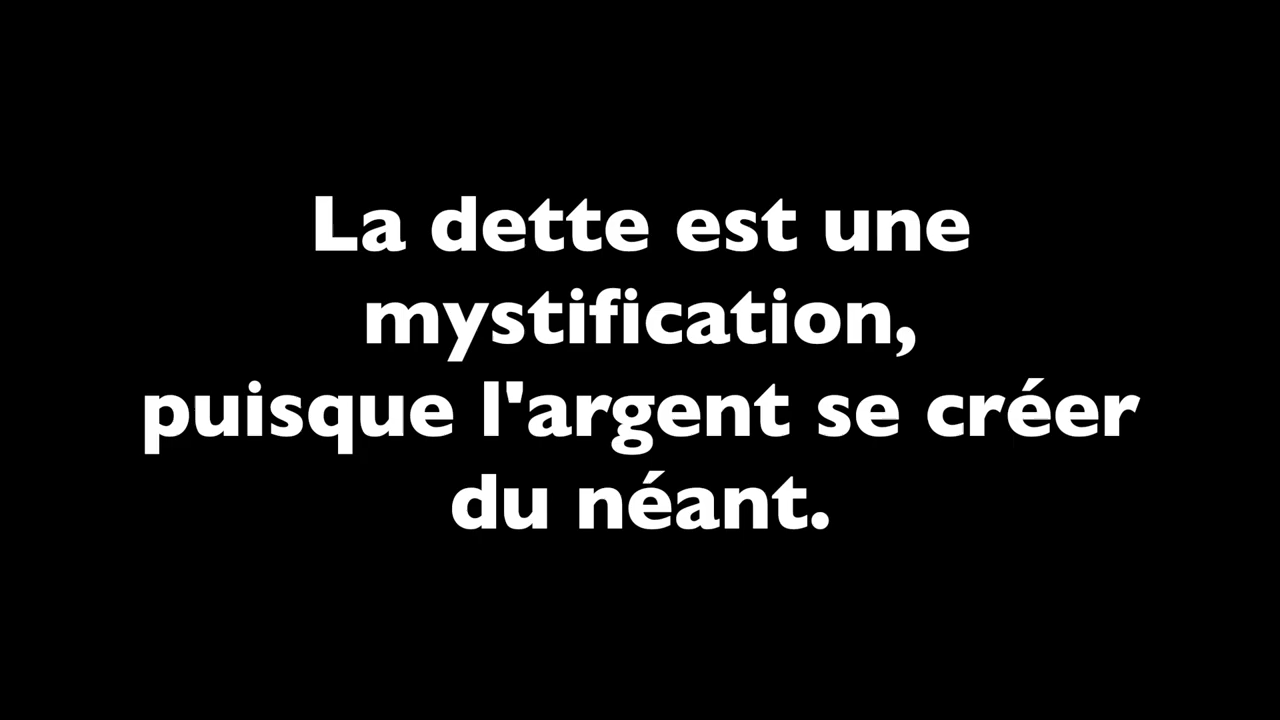 La dette est une
mystification,
puisque l'argent se créer
du néant.